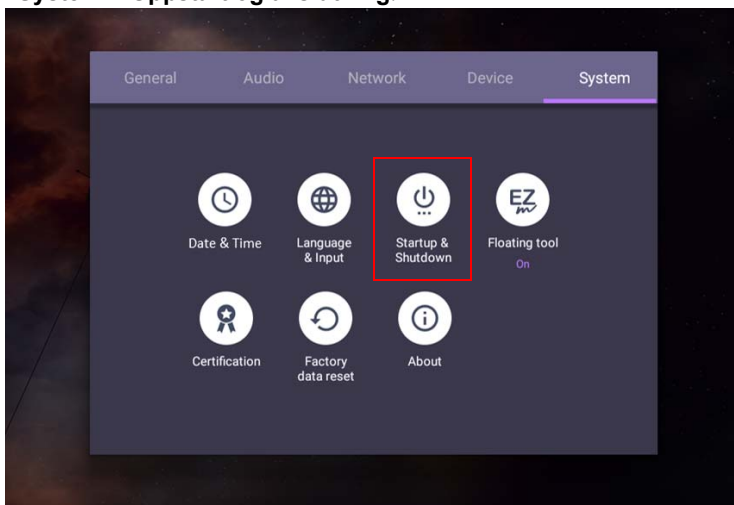 General Audio Network Device System
EZ
Date & Time
Language
& Input
Startup &
Shutdown
Floating tool
On
Certification
Factory
data reset
About